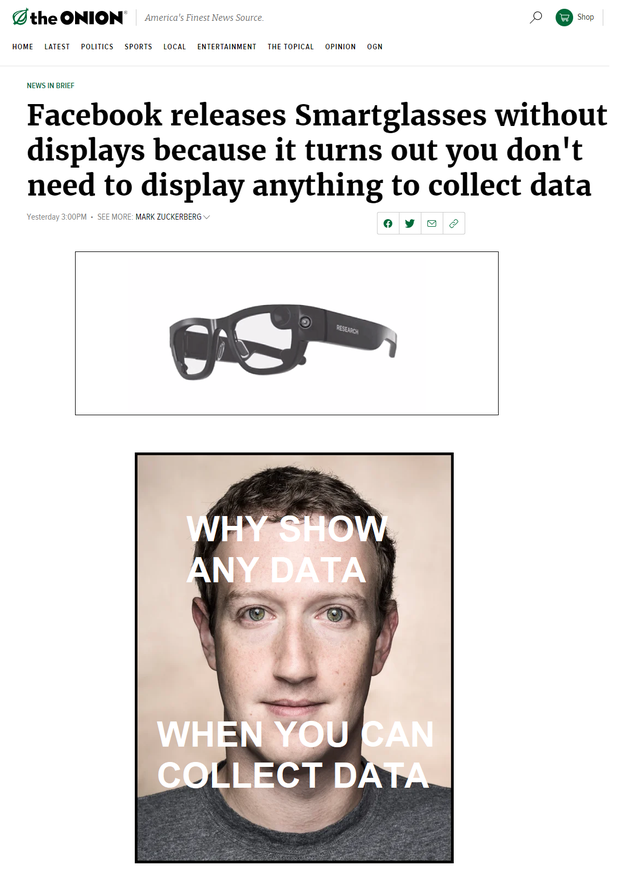 the ONION
America's Finest News Source.
Shop
HOME LATEST POLITICS SPORTS LOCAL ENTERTAINMENT THE TOPICAL OPINION OGN
NEWS IN BRIEF
Facebook releases Smartglasses without
displays because it turns out you don't
need to display anything to collect data
Yesterday 3:00PM • SEE MORE: MARK ZUCKERBERG
RESEARCH
WHY SHOW
ANY DATA
WHEN YOU CAN
COLLECT DATA